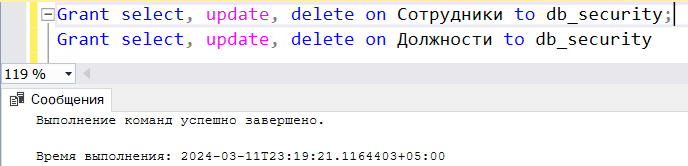 Grant select, update, delete on Сотрудники to db_security;
Grant select, update, delete on Должности to db_security
119 %
Сообщения
Выполнение команд успешно завершено.
Время выполнения: 2024-03-11T23:19:21.1164403+05:00